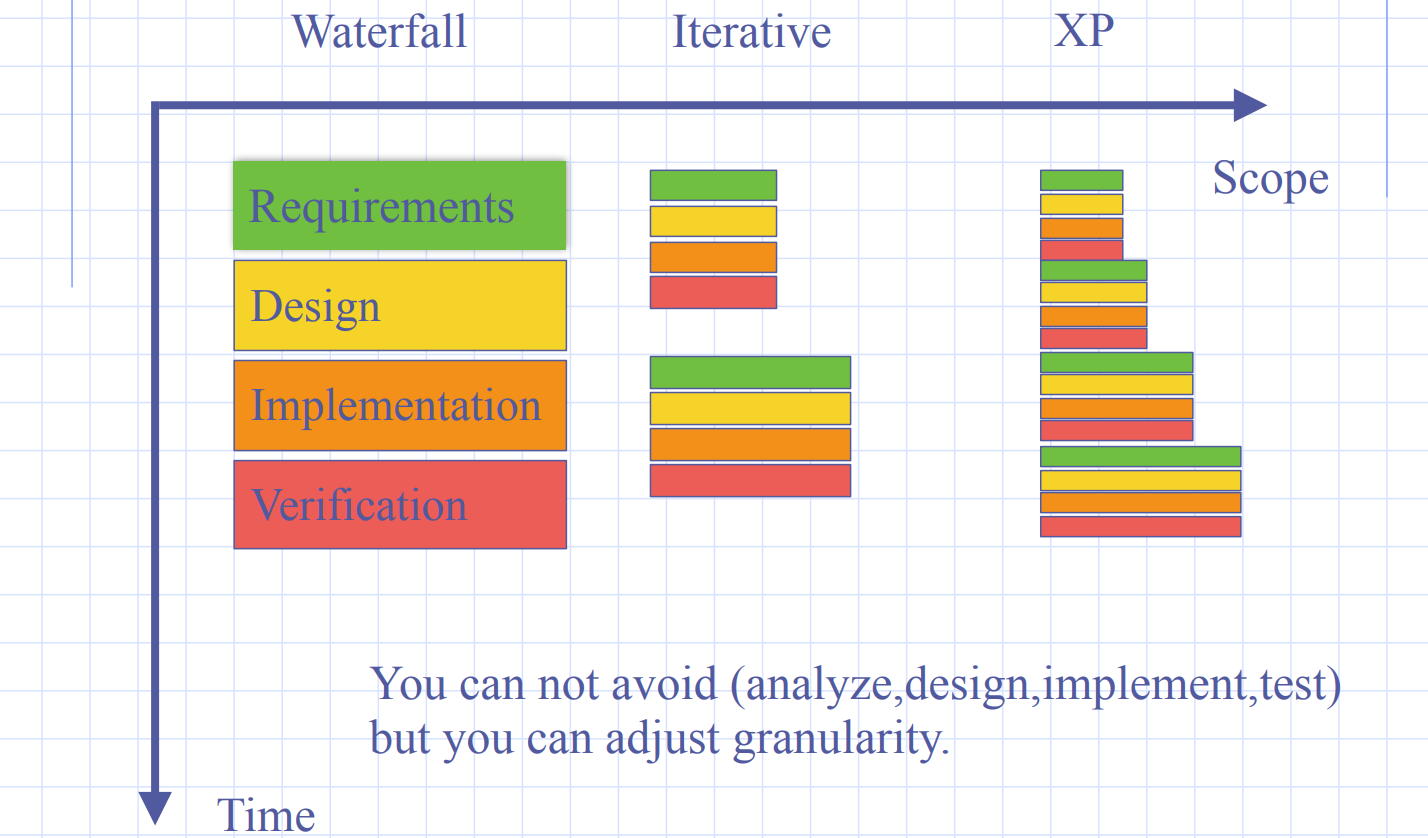 Waterfall Iterative XP
Scope
Requirements
Design
Implementation
Verification
You can not avoid (analyze,design,implement,test)
but you can adjust granularity.
Time